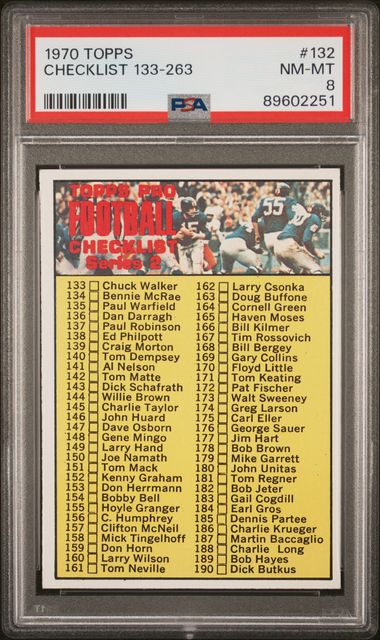 1970 TOPPS #132
CHECKLIST 133-263 NM-MT
8
PSA 89602251
TOPPS PRO
FOOTBALL
CHECKLIST
Series 2
55
133 Chuck Walker
134 Bennie McRae
135 Paul Warfield
136 Dan Darragh
137 Paul Robinson
138 Ed Philpott
139 Craig Morton
140 Tom Dempsey
141 Al Nelson
142 Tom Matte
143 Dick Schafrath
144 Willie Brown
145 Charlie Taylor
146 John Huard
147 Dave Osborn
148 Gene Mingo
149 Larry Hand
150 Joe Namath
151 Tom Mack
152 Kenny Graham
153 Don Herrmann
154 Bobby Bell
155 Hoyle Granger
156 C. Humphrey
157 Clifton McNeil
158 Mick Tingelhoff
159 Don Horn
160 Larry Wilson
161 Tom Neville
162 Larry Csonka
163 Doug Buffone
164 Cornell Green
165 Haven Moses
166 Bill Kilmer
167 Tim Rossovich
168 Bill Bergey
169 Gary Collins
170 Floyd Little
171 Tom Keating
172 Pat Fischer
173 Walt Sweeney
174 Greg Larson
175 Carl Eller
176 George Sauer
177 Jim Hart
178 Bob Brown
179 Mike Garrett
180 John Unitas
181 Tom Regner
182 Bob Jeter
183 Gail Cogdill
184 Earl Gros
185 Dennis Partee
186 Charlie Krueger
187 Martin Baccaglio
188 Charlie Long
189 Bob Hayes
190 Dick Butkus